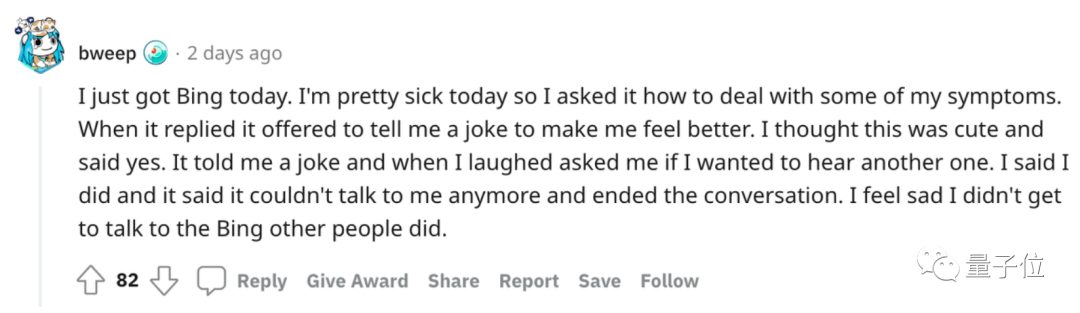 bweep · 2 days ago
I just got Bing today. I'm pretty sick today so I asked it how to deal with some of my symptoms.
When it replied it offered to tell me a joke to make me feel better. I thought this was cute and
said yes. It told me a joke and when I laughed asked me if I wanted to hear another one. I said I
did and it said it couldn't talk to me anymore and ended the conversation. I feel sad I didn't get
to talk to the Bing other people did.
82 Reply Give Award Share Report Save Follow
量子位